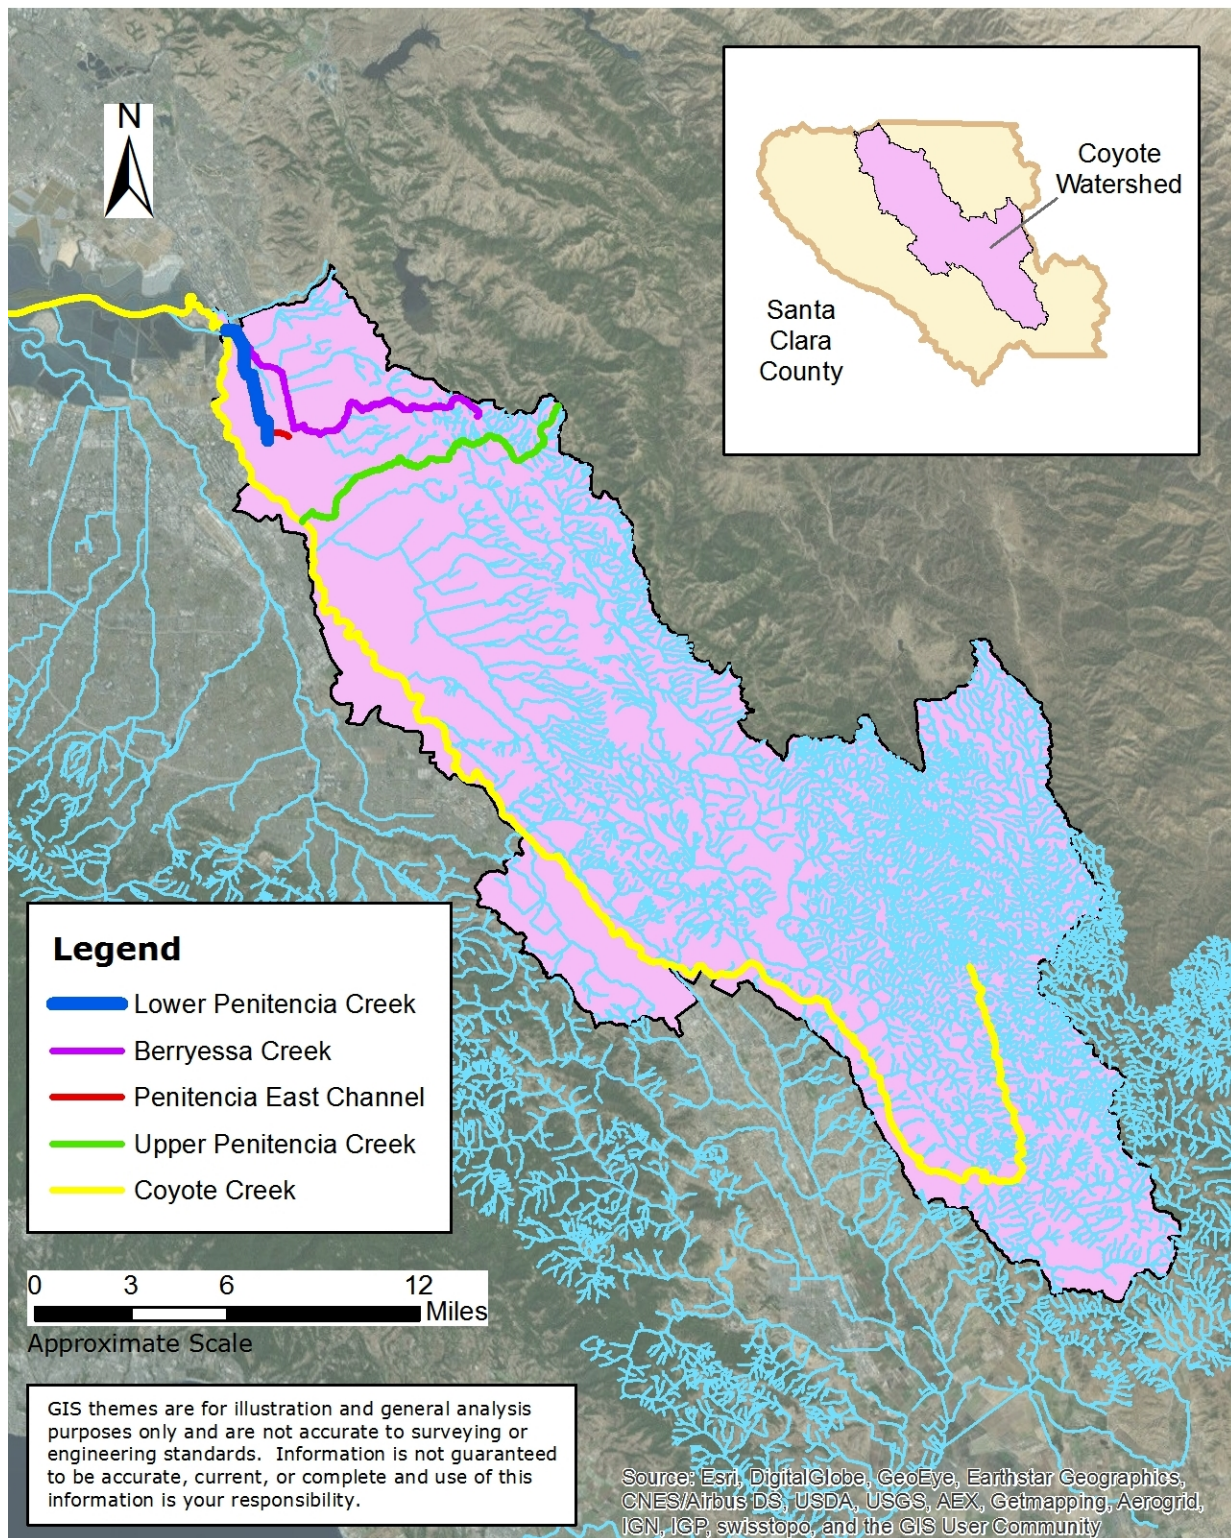 N
Coyote
Watershed
Santa
Clara
County
Legend
Lower Penitencia Creek
Berryessa Creek
Penitencia East Channel
Upper Penitencia Creek
Coyote Creek
0 3 6 12
Miles
Approximate Scale
GIS themes are for illustration and general analysis
purposes only and are not accurate to surveying or
engineering standards. Information is not guaranteed
to be accurate, current, or complete and use of this
information is your responsibility.
Source: Esri, DigitalGlobe, GeoEye, Earthstar Geographics,
CNES/Airbus DS, USDA, USGS, AEX, Getmapping, Aerogrid,
IGN, IGP, swisstopo, and the GIS User Community